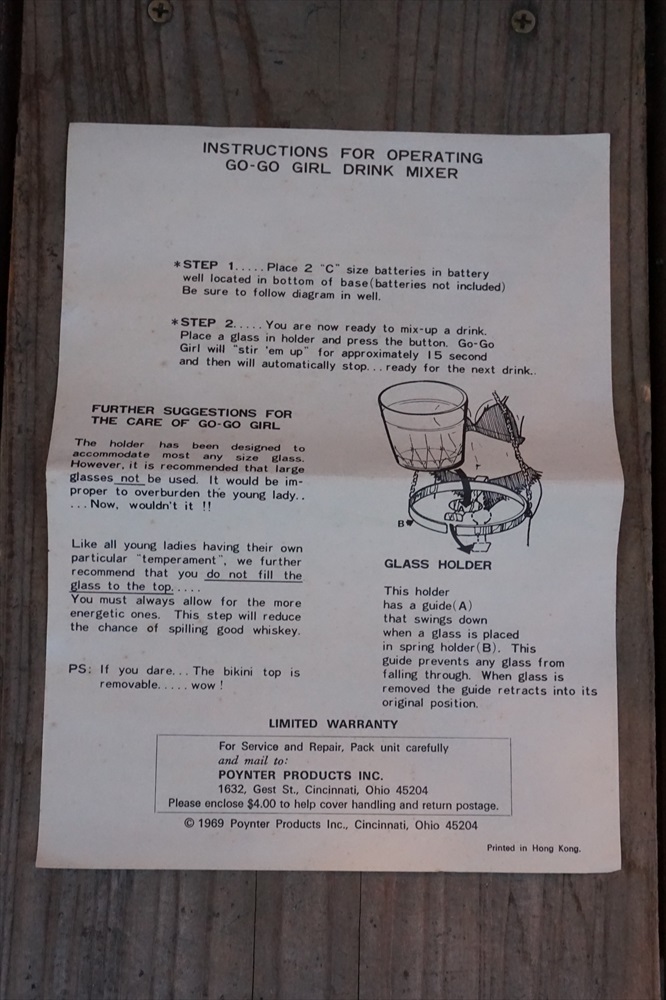 INSTRUCTIONS FOR OPERATING
GO-GO GIRL DRINK MIXER
*STEP 1..... Place 2 "C" size batteries in battery
well located in bottom of base(batteries not included)
Be sure to follow diagram in well.
*STEP 2..... You are now ready to mix-up a drink.
Place a glass in holder and press the button. Go-Go
Girl will "stir 'em up" for approximately 15 second
and then will automatically stop...ready for the next drink..
FURTHER SUGGESTIONS FOR
THE CARE OF GO-GO GIRL
The holder has been designed to
accommodate most any size glass.
However, it is recommended that large
glasses not be used. It would be im-
proper to overburden the young lady..
...Now, wouldn't it !!
Like all young ladies having their own
particular "temperament", we further
recommend that you do not fill the
glass to the top.....
You must always allow for the more
energetic ones. This step will reduce
the chance of spilling good whiskey.
PS: If you dare... The bikini top is
removable..... wow !
B
GLASS HOLDER
This holder
has a guide(A)
that swings down
when a glass is placed
in spring holder(B). This
guide prevents any glass from
falling through. When glass is
removed the guide retracts into its
original position.
LIMITED WARRANTY
For Service and Repair, Pack unit carefully
and mail to:
POYNTER PRODUCTS INC.
1632, Gest St., Cincinnati, Ohio 45204
Please enclose $4.00 to help cover handling and return postage.
© 1969 Poynter Products Inc., Cincinnati, Ohio 45204
Printed in Hong Kong.